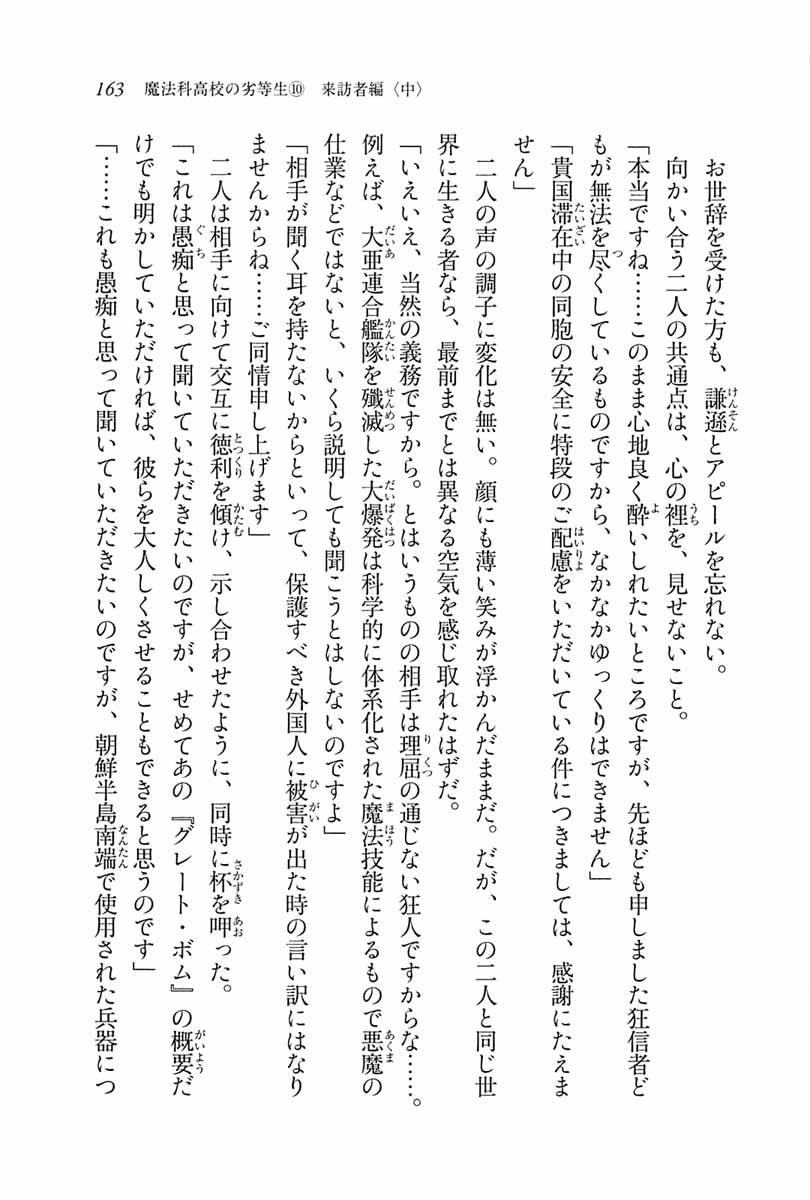 163 魔法科高校の劣等生⑩ 来訪者編〈中〉
お世辞を受けた方も、謙遜とアピールを忘れない。
向かい合う二人の共通点は、心の裡を、見せないこと。
「本当ですね……このまま心地良く酔いしれたいところですが、先ほども申しました狂信者ど
もが無法を尽くしているものですから、なかなかゆっくりはできません」
「貴国滞在中の同胞の安全に特段のご配慮をいただいている件につきましては、感謝にたえま
せん」
二人の声の調子に変化は無い。顔にも薄い笑みが浮かんだままだ。だが、この二人と同じ世
界に生きる者なら、最前までとは異なる空気を感じ取れたはずだ。
「いえいえ、当然の義務ですから。とはいうものの相手は理屈の通じない狂人ですからな……。
例えば、大亜連合艦隊を殲滅した大爆発は科学的に体系化された魔法技能によるもので悪魔の
仕業などではないと、いくら説明しても聞こうとはしないのですよ」
「相手が聞く耳を持たないからといって、保護すべき外国人に被害が出た時の言い訳にはなり
ませんからね……ご同情申し上げます」
二人は相手に向けて交互に徳利を傾け、示し合わせたように、同時に杯を呷った。
「これは愚痴と思って聞いていただきたいのですが、せめてあの『グレート・ボム』の概要だ
けでも明かしていただければ、彼らを大人しくさせることもできると思うのです」
「……これも愚痴と思って聞いていただきたいのですが、朝鮮半島南端で使用された兵器につ